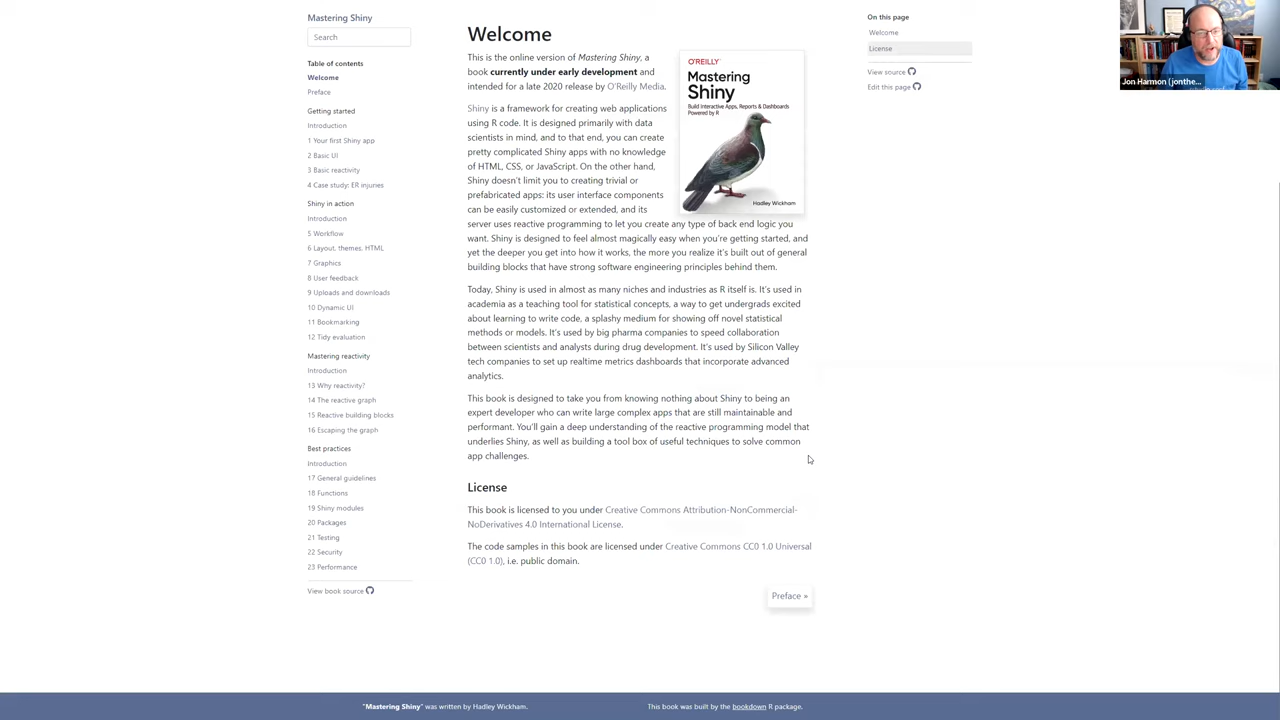 Mastering Shiny
Search
Table of contents
Welcome
Preface
Getting started
Introduction
1 Your first Shiny app
2 Basic UI
3 Basic reactivity
4 Case study: ER injuries
Shiny in action
Introduction
5 Workflow
6 Layout, themes, HTML
7 Graphics
8 User feedback
9 Uploads and downloads
10 Dynamic UI
11 Bookmarking
12 Tidy evaluation
Mastering reactivity
Introduction
13 Why reactivity?
14 The reactive graph
15 Reactive building blocks
16 Escaping the graph
Best practices
Introduction
17 General guidelines
18 Functions
19 Shiny modules
20 Packages
21 Testing
22 Security
23 Performance
View book source
Welcome
This is the online version of Mastering Shiny, a
book currently under early development and
intended for a late 2020 release by O'Reilly Media.
Shiny is a framework for creating web applications
using R code. It is designed primarily with data
scientists in mind, and to that end, you can create
pretty complicated Shiny apps with no knowledge
of HTML, CSS, or JavaScript. On the other hand,
Shiny doesn't limit you to creating trivial or
prefabricated apps: its user interface components
can be easily customized or extended, and its
server uses reactive programming to let you create any type of back end logic you
want. Shiny is designed to feel almost magically easy when you're getting started, and
yet the deeper you get into how it works, the more you realize it's built out of general
building blocks that have strong software engineering principles behind them.
O'REILLY
Mastering
Shiny
Build Interactive Apps, Reports & Dashboards
Powered by R
Hadley Wickham
Today, Shiny is used in almost as many niches and industries as R itself is. It's used in
academia as a teaching tool for statistical concepts, a way to get undergrads excited
about learning to write code, a splashy medium for showing off novel statistical
methods or models. It's used by big pharma companies to speed collaboration
between scientists and analysts during drug development. It's used by Silicon Valley
tech companies to set up realtime metrics dashboards that incorporate advanced
analytics.
This book is designed to take you from knowing nothing about Shiny to being an
expert developer who can write large complex apps that are still maintainable and
performant. You'll gain a deep understanding of the reactive programming model that
underlies Shiny, as well as building a tool box of useful techniques to solve common
app challenges.
License
This book is licensed to you under Creative Commons Attribution-NonCommercial-
NoDerivatives 4.0 International License.
The code samples in this book are licensed under Creative Commons CC0 1.0 Universal
(CC0 1.0), i.e. public domain.
Preface »
On this page
Welcome
License
View source
Edit this page
Jon Harmon (jonthe...
"Mastering Shiny" was written by Hadley Wickham.
This book was built by the bookdown R package.